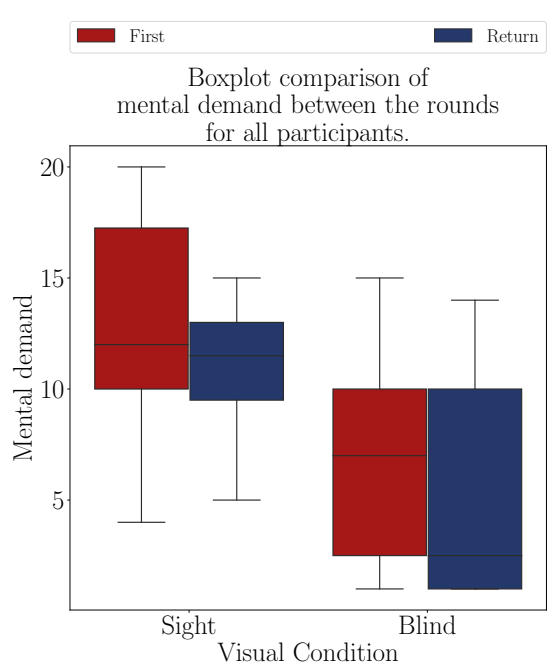 First Return
Boxplot comparison of
mental demand between the rounds
for all participants.
20
15
10
5
Mental demand
Sight Blind
Visual Condition